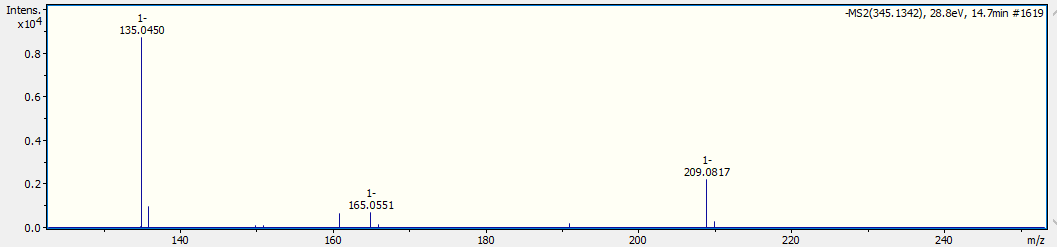 Intens.
x10⁴
-MS2(345.1342), 28.8eV, 14.7min #1619
1-
135.0450
0.8
0.6
0.4
1-
209.0817
1-
165.0551
0.2
0.0
140 160 180 200 220 240 m/z